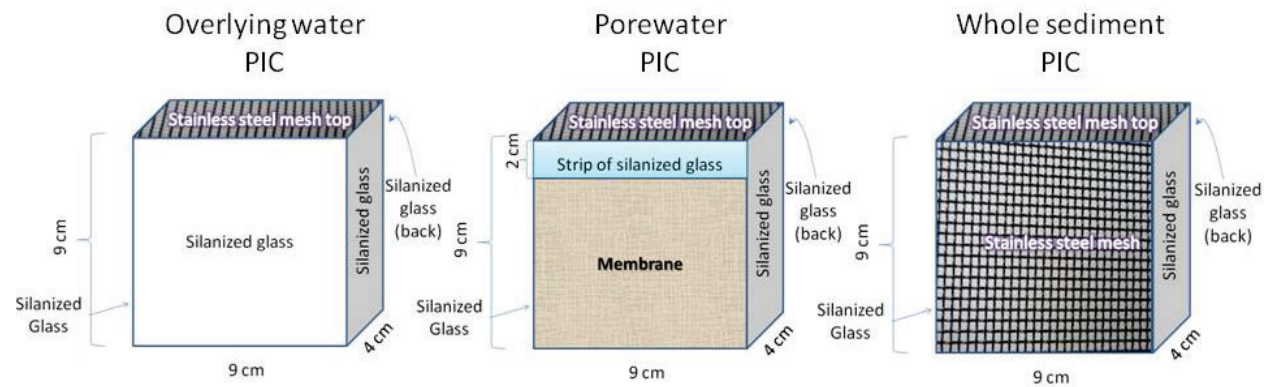 Overlying water
PIC
Stainless steel mesh top
Silanized glass
Silanized glass
Silanized
glass
(back)
9 cm
Silanized
Glass
9 cm
4 cm
Porewater
PIC
Stainless steel mesh top
2 cm
Strip of silanized glass
Membrane
Silanized glass
Silanized
glass
(back)
9 cm
Silanized
Glass
9 cm
4 cm
Whole sediment
PIC
Stainless steel mesh top
Stainless steel mesh
Silanized glass
Silanized
glass
(back)
9 cm
Silanized
Glass
9 cm
4 cm